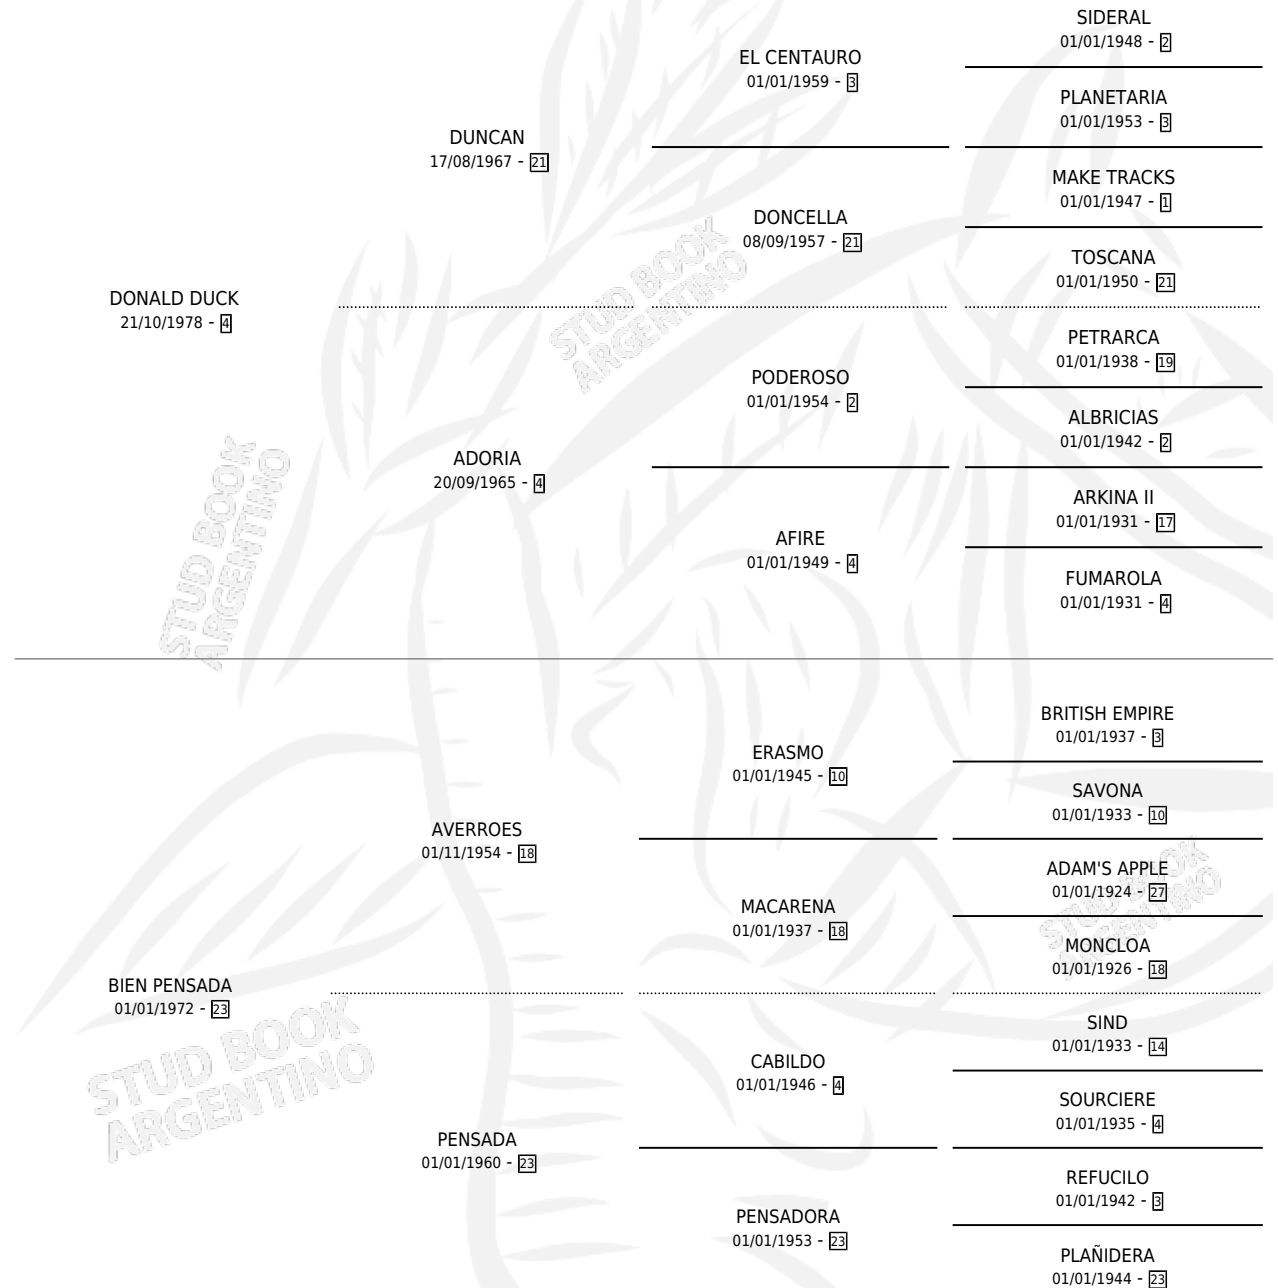 SIDERAL
01/01/1948 - 2
EL CENTAURO
01/01/1959 - 3
PLANETARIA
01/01/1953 - 3
DUNCAN
17/08/1967 - 21
MAKE TRACKS
01/01/1947 - 1
DONCELLA
08/09/1957 - 21
TOSCANA
01/01/1950 - 21
DONALD DUCK
21/10/1978 - 4
PETRARCA
01/01/1938 - 19
PODEROSO
01/01/1954 - 2
ALBRICIAS
01/01/1942 - 2
ADORIA
20/09/1965 - 4
ARKINA II
01/01/1931 - 17
AFIRE
01/01/1949 - 4
FUMAROLA
01/01/1931 - 4
BRITISH EMPIRE
01/01/1937 - 3
ERASMO
01/01/1945 - 10
SAVONA
01/01/1933 - 10
AVERROES
01/11/1954 - 18
ADAM'S APPLE
01/01/1924 - 27
MACARENA
01/01/1937 - 18
MONCLOA
01/01/1926 - 18
BIEN PENSADA
01/01/1972 - 23
SIND
01/01/1933 - 14
CABILDO
01/01/1946 - 4
SOURCIERE
01/01/1935 - 4
PENSADA
01/01/1960 - 23
REFUCILO
01/01/1942 - 3
PENSADORA
01/01/1953 - 23
PLAÑIDERA
01/01/1944 - 23
STUD BOOK
ARGENTINO
STUD BOOK
ARGENTINO
STUD BOOK
ARGENTINO
STUD BOOK
ARGENTINO